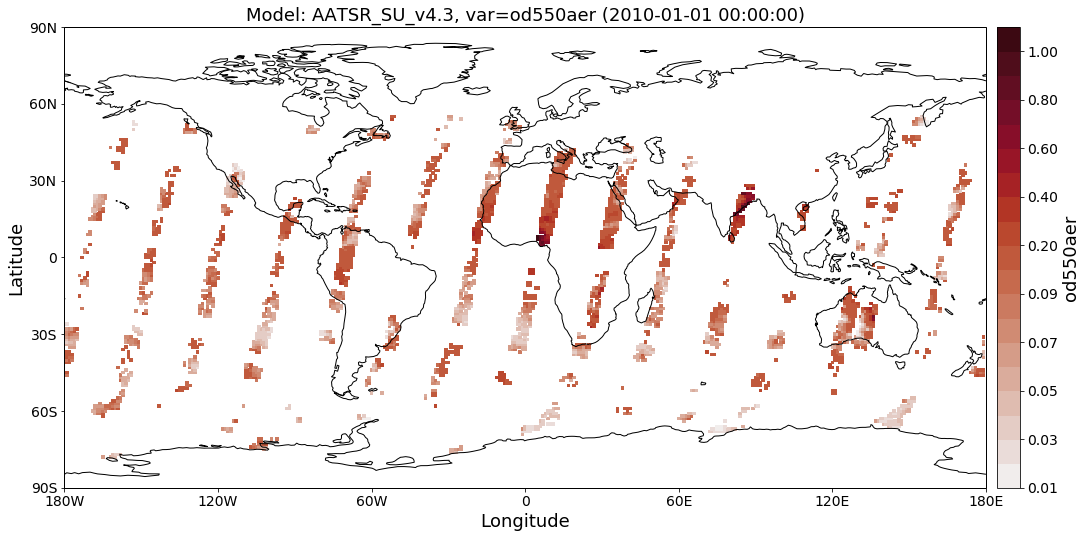 Model: AATSR_SU_v4.3, var=od550aer (2010-01-01 00:00:00)
90N
60N
30N
0
30S
60S
90S
Latitude
180W
120W
60W
0
60E
120E
180E
Longitude
1.00
0.80
0.60
0.40
0.20
0.09
0.07
0.05
0.03
0.01
od550aer